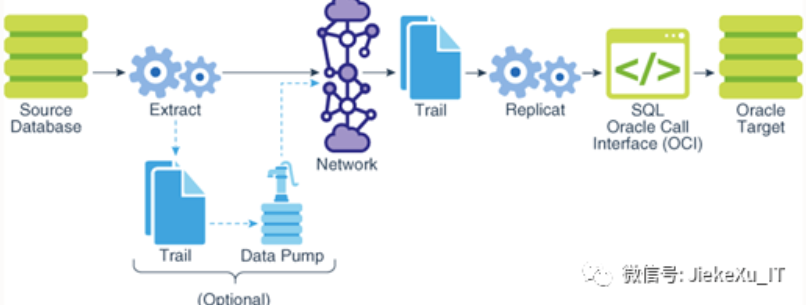 Source
Database
Extract
Network
Trail
Replicat
</>
SQL
Oracle Call
Interface (OCI)
Oracle
Target
Trail
Data Pump
(Optional)
微信号: JiekeXu_IT